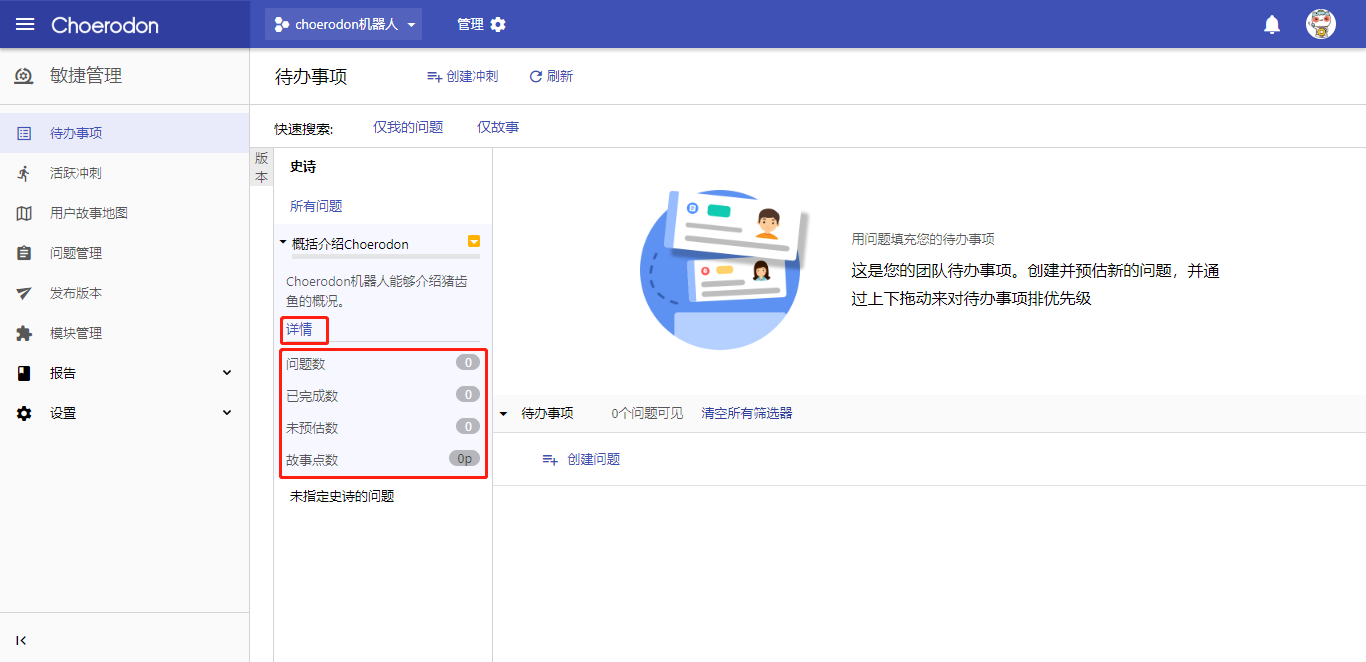 Choerodon
choerodon机器人
管理
敏捷管理
待办事项
创建冲刺
刷新
待办事项
活跃冲刺
用户故事地图
问题管理
发布版本
模块管理
报告
设置
快速搜索:
仅我的问题
仅故事
版本
史诗
所有问题
概括介绍Choerodon
Choerodon机器人能够介绍猪齿
鱼的概况。
详情
问题数 0
已完成数 0
未预估数 0
故事点数 0p
未指定史诗的问题
用问题填充您的待办事项
这是您的团队待办事项。创建并预估新的问题，并通
过上下拖动来对待办事项排优先级
待办事项 0个问题可见 清空所有筛选器
创建问题